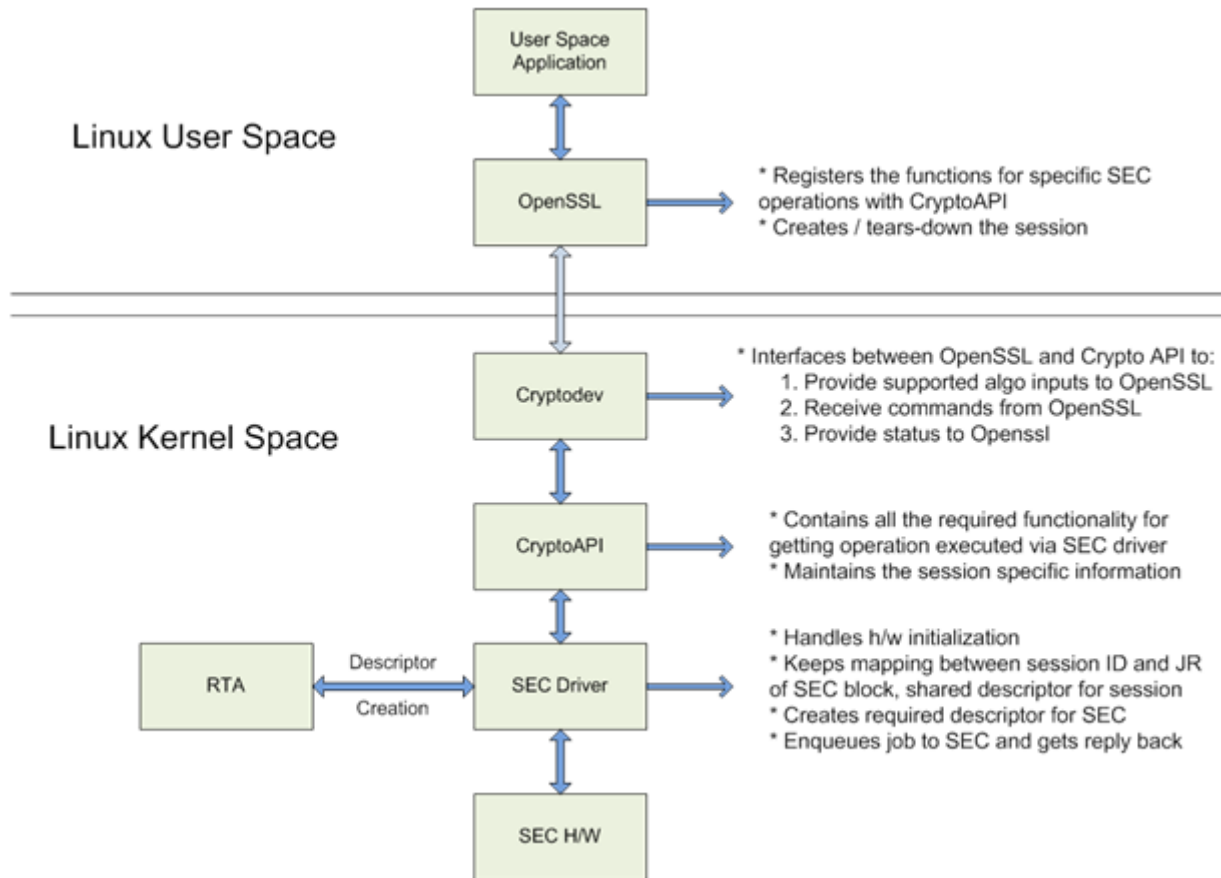 User Space
Application
Linux User Space
OpenSSL
* Registers the functions for specific SEC
operations with CryptoAPI
* Creates / tears-down the session
Cryptodev
* Interfaces between OpenSSL and Crypto API to:
1. Provide supported algo inputs to OpenSSL
2. Receive commands from OpenSSL
3. Provide status to Openssl
Linux Kernel Space
CryptoAPI
* Contains all the required functionality for
getting operation executed via SEC driver
* Maintains the session specific information
RTA
Descriptor
Creation
SEC Driver
* Handles h/w initialization
* Keeps mapping between session ID and JR
of SEC block, shared descriptor for session
* Creates required descriptor for SEC
* Enqueues job to SEC and gets reply back
SEC H/W